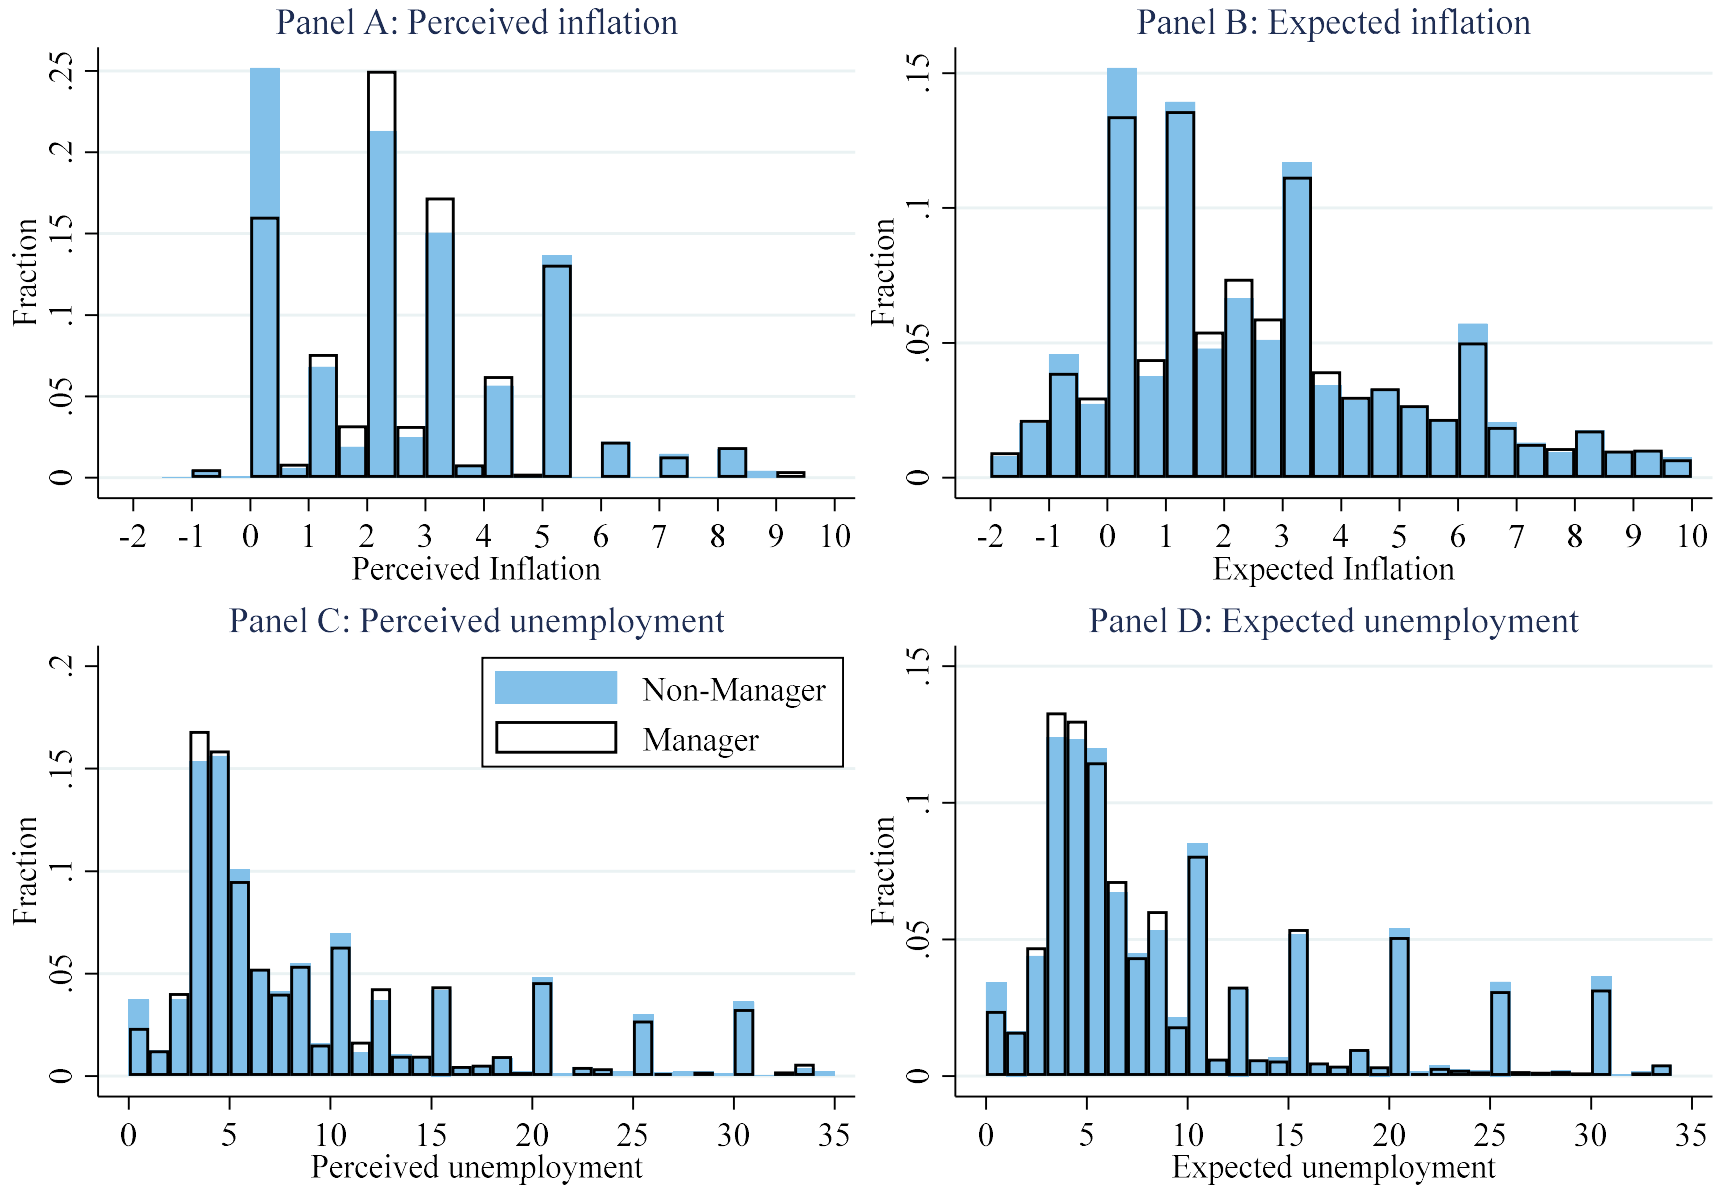 Panel A: Perceived inflation
Fraction
.25
.2
.15
.1
.05
0
-2 -1 0 1 2 3 4 5 6 7 8 9 10
Perceived Inflation
Panel B: Expected inflation
Fraction
.15
.1
.05
0
-2 -1 0 1 2 3 4 5 6 7 8 9 10
Expected Inflation
Panel C: Perceived unemployment
Non-Manager
Manager
Fraction
.2
.15
.1
.05
0
0 5 10 15 20 25 30 35
Perceived unemployment
Panel D: Expected unemployment
Fraction
.15
.1
.05
0
0 5 10 15 20 25 30 35
Expected unemployment